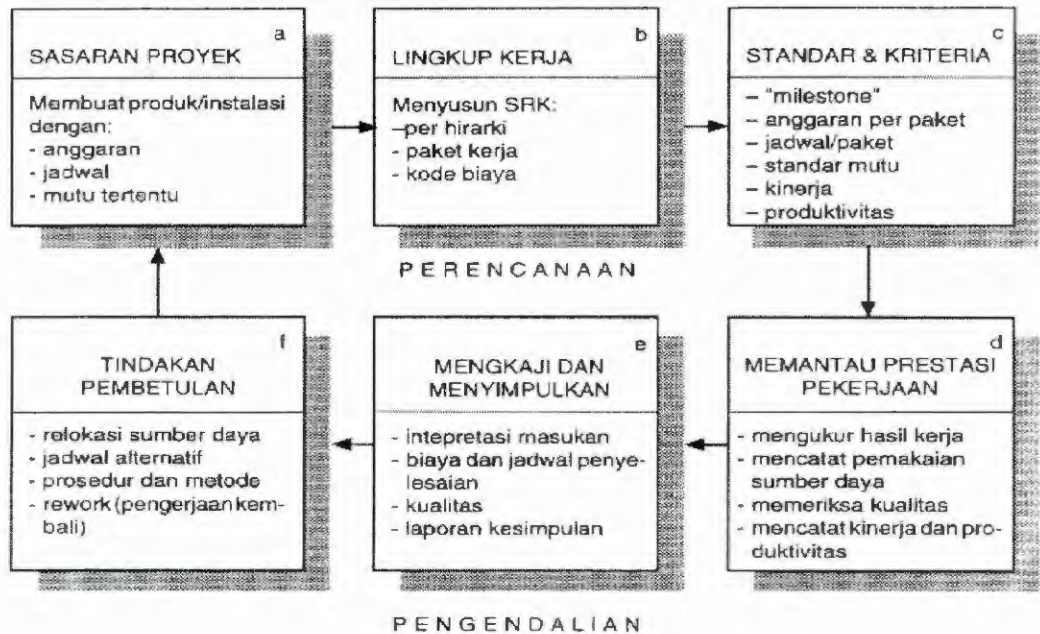 a
SASARAN PROYEK
Membuat produk/instalasi
dengan:
- anggaran
- jadwal
- mutu tertentu
b
LINGKUP KERJA
Menyusun SRK:
–per hirarki
- paket kerja
- kode biaya
c
STANDAR & KRITERIA
– "milestone"
– anggaran per paket
– jadwal/paket
– standar mutu
– kinerja
– produktivitas
PERENCANAAN
f
TINDAKAN
PEMBETULAN
- relokasi sumber daya
- jadwal alternatif
- prosedur dan metode
- rework (pengerjaan kem-
bali)
e
MENGKAJI DAN
MENYIMPULKAN
- intepretasi masukan
- biaya dan jadwal penye-
lesaian
- kualitas
- laporan kesimpulan
d
MEMANTAU PRESTASI
PEKERJAAN
- mengukur hasil kerja
- mencatat pemakaian
sumber daya
- memeriksa kualitas
- mencatat kinerja dan pro-
duktivitas
PENGENDALIAN